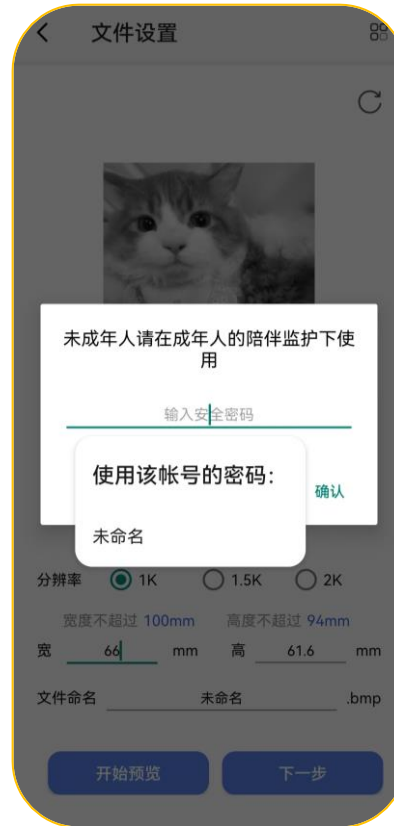 文件设置
未成年人请在成年人的陪伴监护下使
用
输入安全密码
使用该帐号的密码：
确认
未命名
分辨率 1K 1.5K 2K
宽度不超过 100mm 高度不超过 94mm
宽 66 mm 高 61.6 mm
文件命名 未命名 .bmp
开始预览 下一步